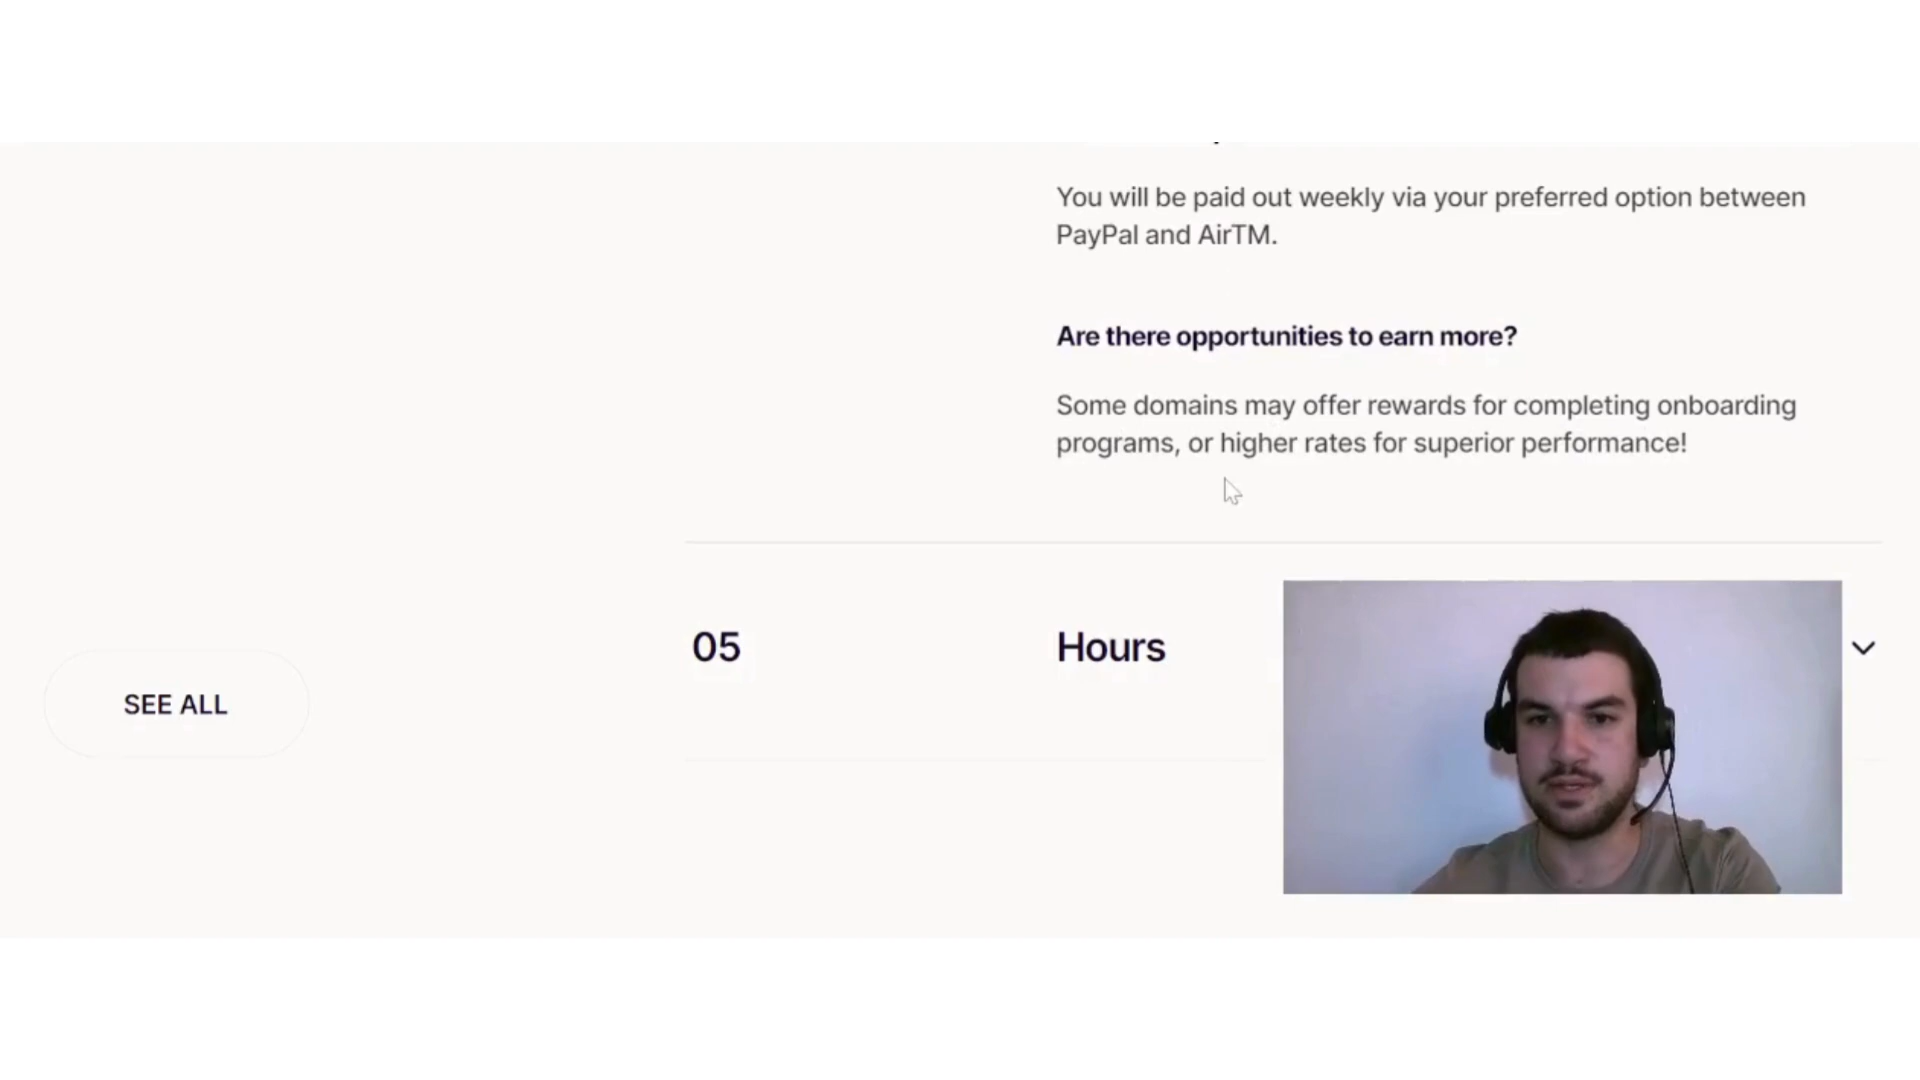 You will be paid out weekly via your preferred option between
PayPal and AirTM.
Are there opportunities to earn more?
Some domains may offer rewards for completing onboarding
programs, or higher rates for superior performance!
05
Hours
SEE ALL